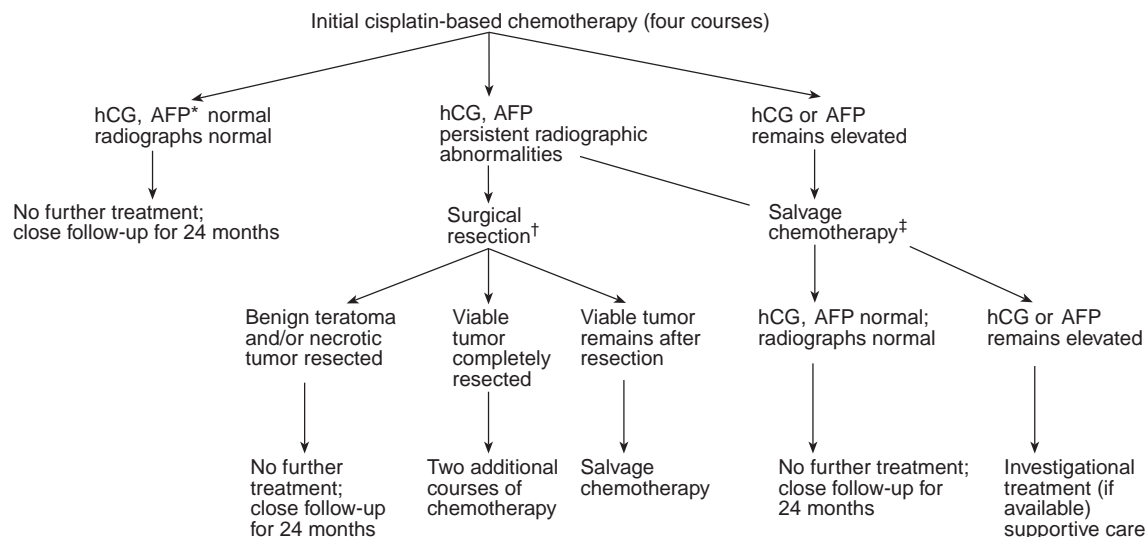 Initial cisplatin-based chemotherapy (four courses)
hCG, AFP* normal
radiographs normal
hCG, AFP
persistent radiographic
abnormalities
hCG or AFP
remains elevated
No further treatment;
close follow-up for 24 months
Surgical
resection†
Salvage
chemotherapy‡
Benign teratoma
and/or necrotic
tumor resected
Viable
tumor
completely
resected
Viable tumor
remains after
resection
hCG, AFP normal;
radiographs normal
hCG or AFP
remains elevated
No further
treatment;
close follow-up
for 24 months
Two additional
courses of
chemotherapy
Salvage
chemotherapy
No further treatment;
close follow-up for
24 months
Investigational
treatment (if
available)
supportive care